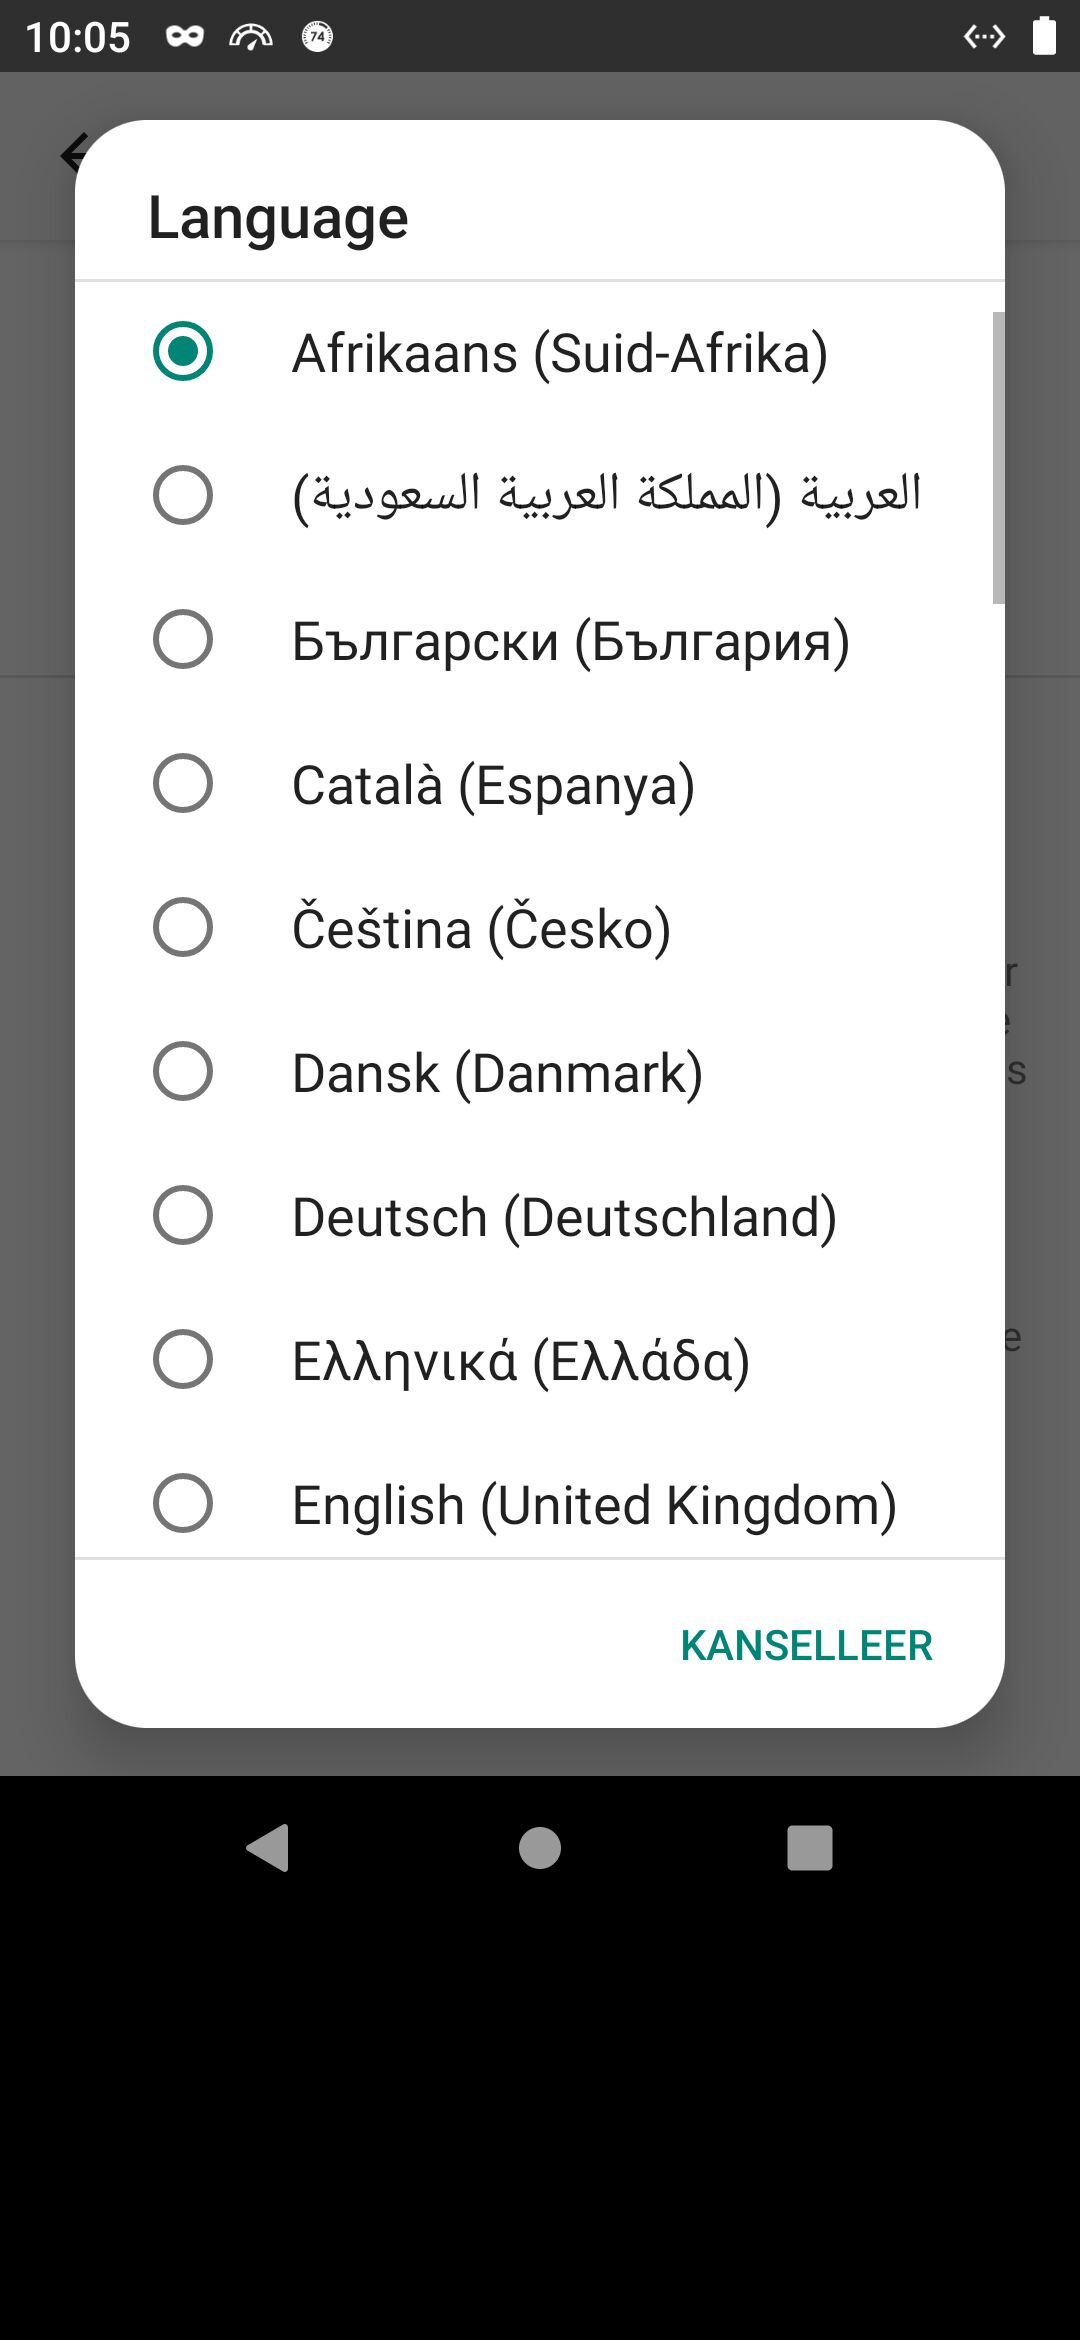 10:05
74
Language
Afrikaans (Suid-Afrika)
العربية (المملكة العربية السعودية)
Български (България)
Català (Espanya)
Čeština (Česko)
Dansk (Danmark)
r
e
s
Deutsch (Deutschland)
Ελληνικά (Ελλάδα)
e
English (United Kingdom)
KANSELLEER